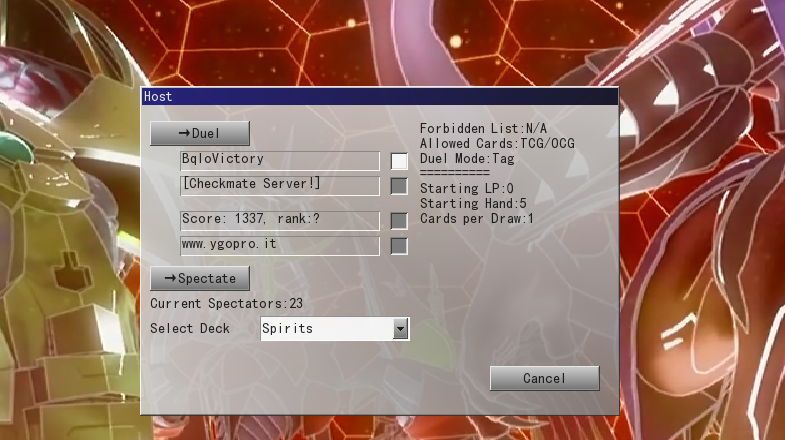 Host
→Duel
BqloVictory
[Checkmate Server!]
Score: 1337, rank:?
www.ygopro.it
→Spectate
Current Spectators:23
Select Deck
Spirits
Forbidden List:N/A
Allowed Cards:TCG/OCG
Duel Mode:Tag
==========
Starting LP:0
Starting Hand:5
Cards per Draw:1
Cancel